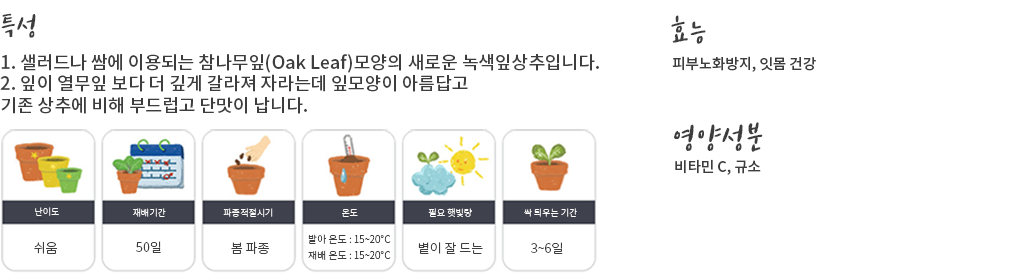 특성
1. 샐러드나 쌈에 이용되는 참나무잎(Oak Leaf)모양의 새로운 녹색잎상추입니다.
2. 잎이 열무잎 보다 더 깊게 갈라져 자라는데 잎모양이 아름답고
기존 상추에 비해 부드럽고 단맛이 납니다.
효능
피부노화방지, 잇몸 건강
영양성분
비타민 C, 규소
난이도
쉬움
재배기간
50일
파종적절시기
봄 파종
온도
발아 온도 : 15~20°C
재배 온도 : 15~20°C
필요 햇빛량
볕이 잘 드는
싹 틔우는 기간
3~6일